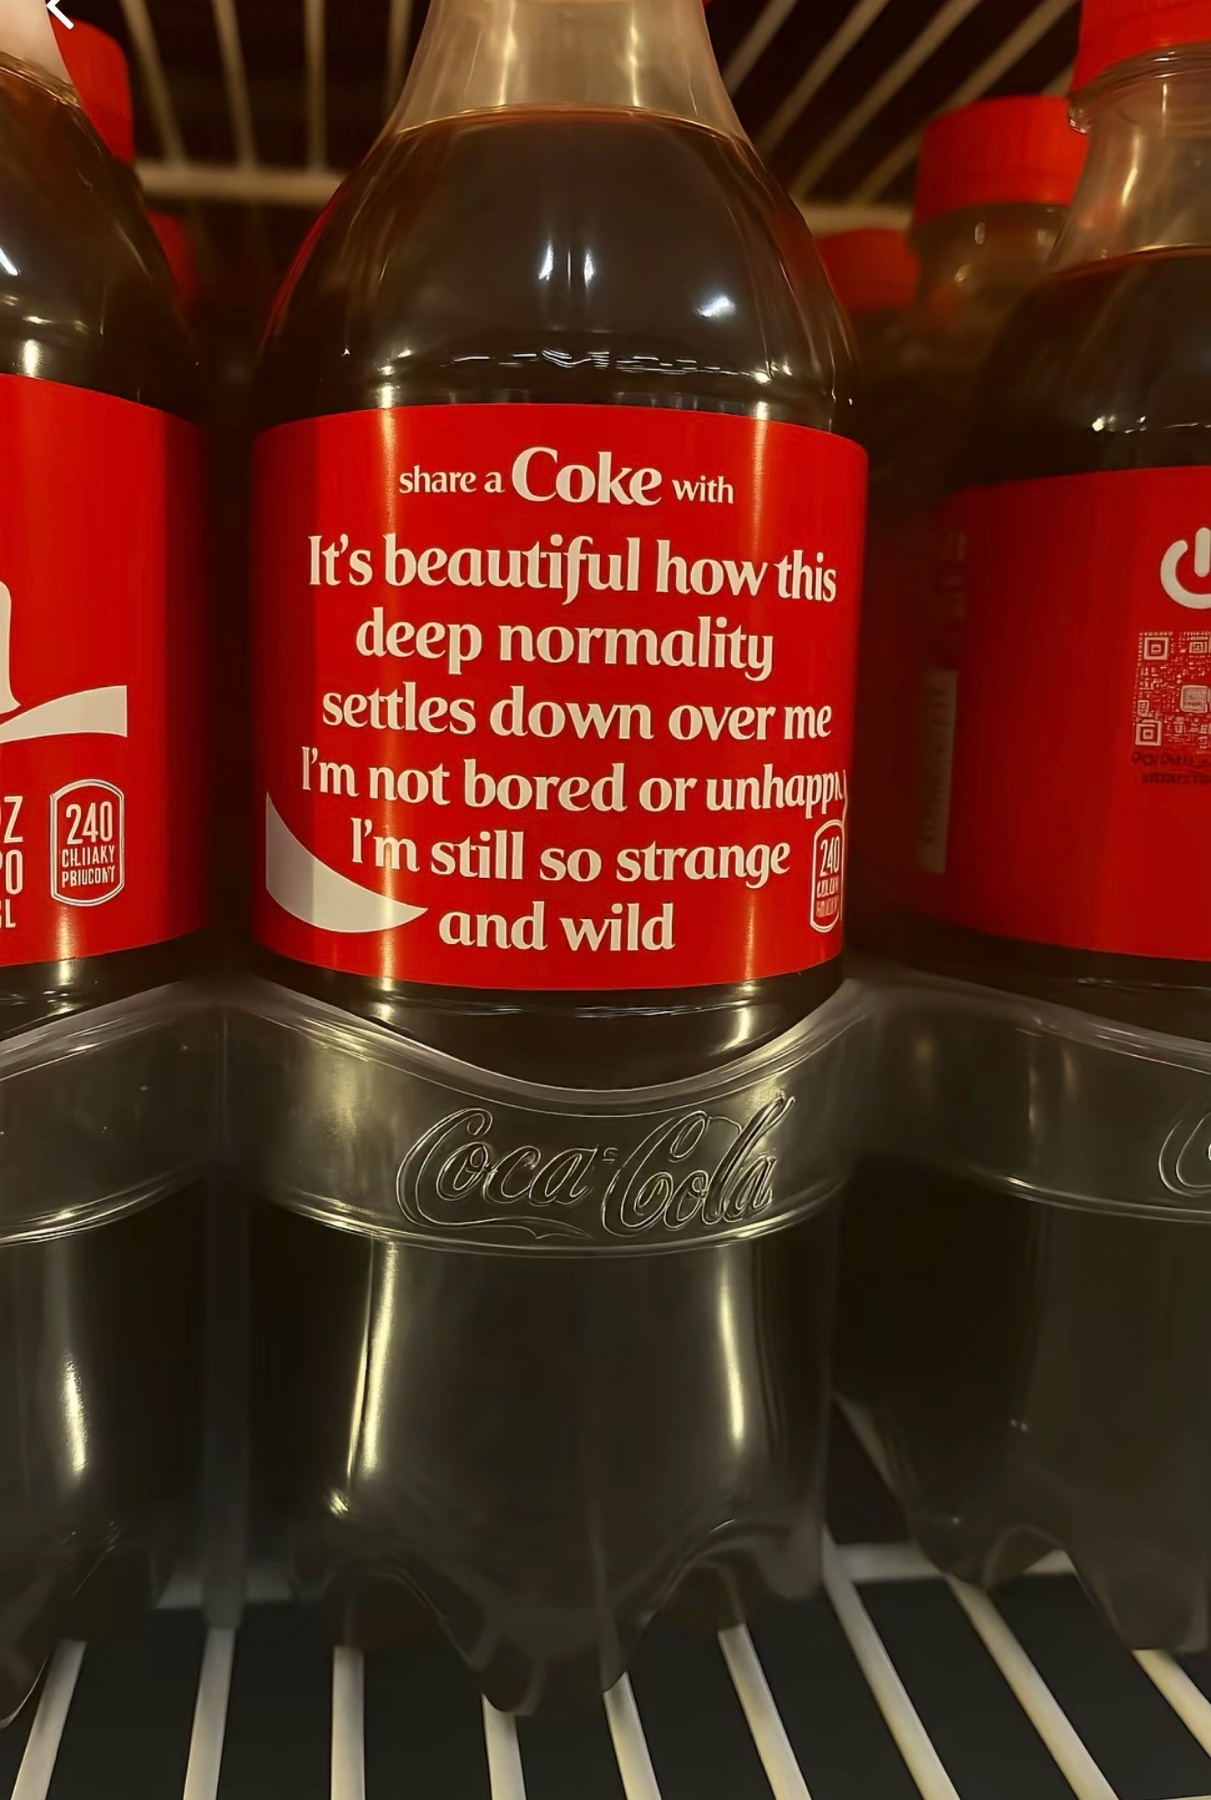 share a Coke with
It's beautiful how this
deep normality
settles down over me
I'm not bored or unhappy
I'm still so strange
and wild
240
240
Coca-Cola